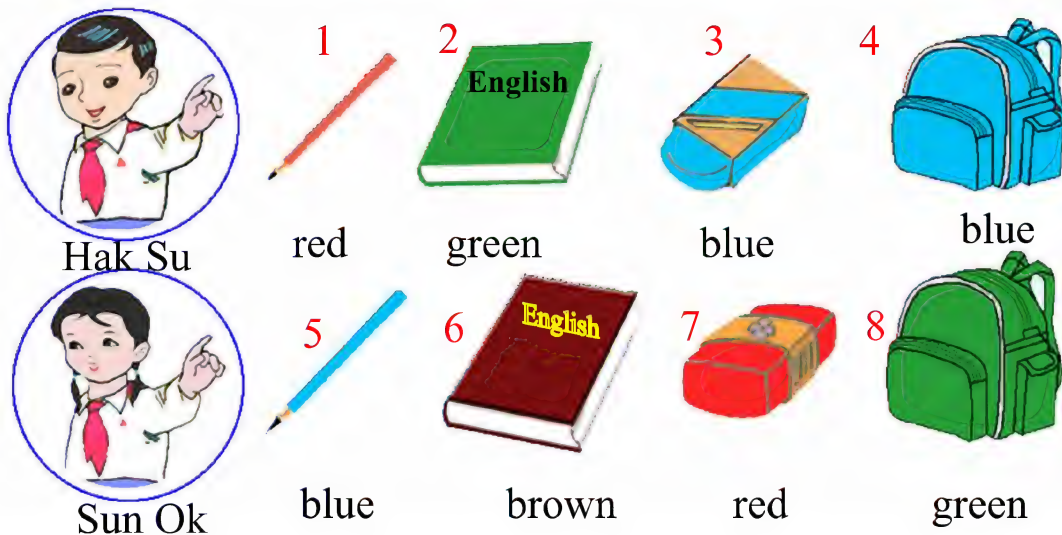 1 2 3 4
English
Hak Su red green blue blue
5 6 7 8
English
Sun Ok blue brown red green